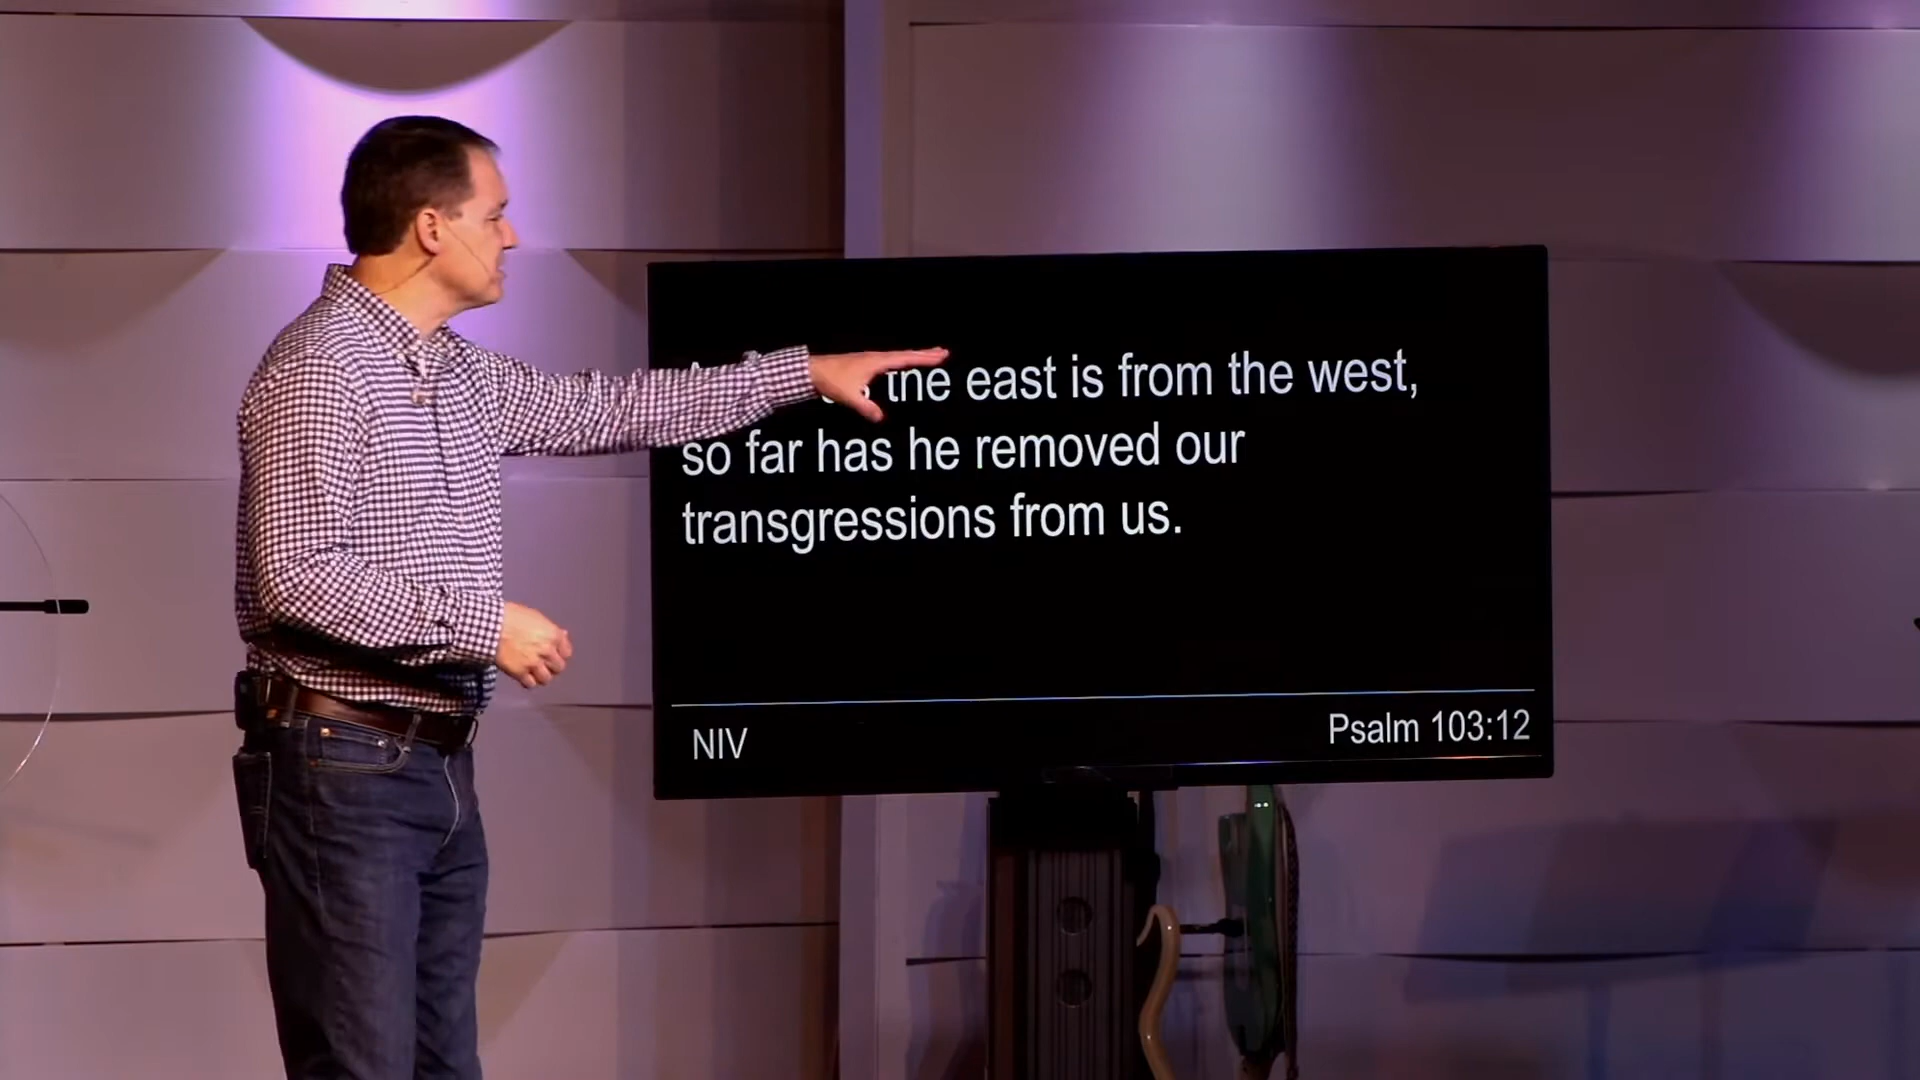 the east is from the west,
so far has he removed our
transgressions from us.
NIV
Psalm 103:12